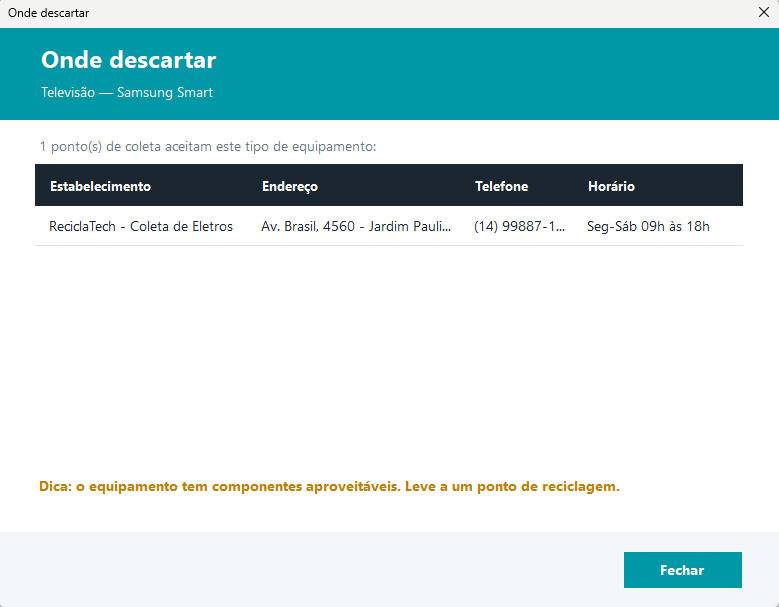 Onde descartar
Onde descartar
Televisão — Samsung Smart
1 ponto(s) de coleta aceitam este tipo de equipamento:
Estabelecimento Endereço Telefone Horário
ReciclaTech - Coleta de Eletros Av. Brasil, 4560 - Jardim Pauli... (14) 99887-1... Seg-Sáb 09h às 18h
Dica: o equipamento tem componentes aproveitáveis. Leve a um ponto de reciclagem.
Fechar